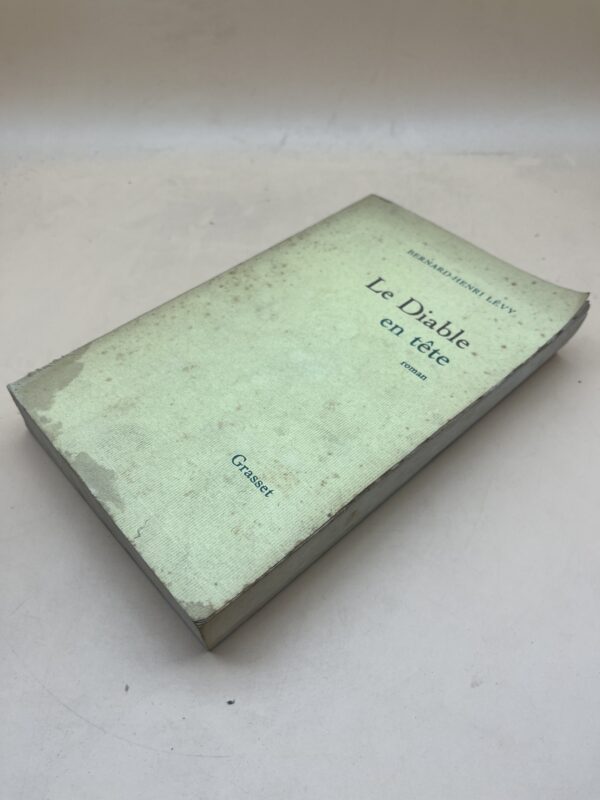 BERNARD-HENRI LÉVY
Le Diable
en tête
roman
Grasset